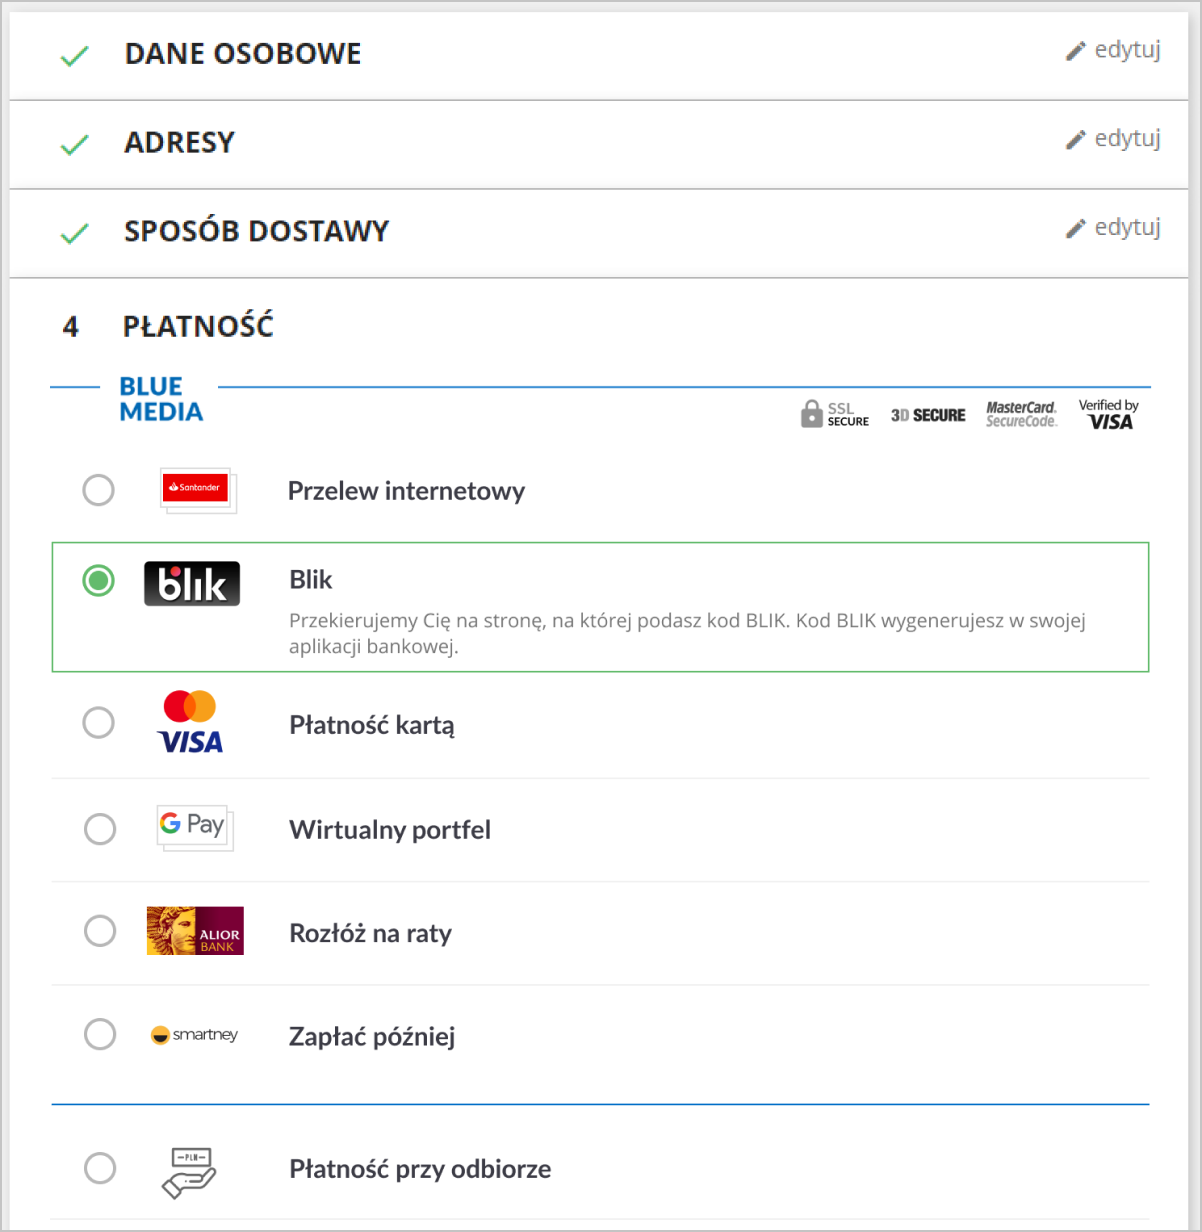 DANE OSOBOWE
edytuj
ADRESY
edytuj
SPOSÓB DOSTAWY
edytuj
4 PŁATNOŚĆ
BLUE
MEDIA
SSL
SECURE
3D SECURE
MasterCard.
SecureCode.
Verified by
VISA
Santander
Przelew internetowy
blik
Blik
Przekierujemy Cię na stronę, na której podasz kod BLIK. Kod BLIK wygenerujesz w swojej
aplikacji bankowej.
VISA
Płatność kartą
G Pay
Wirtualny portfel
ALIOR
BANK
Rozłóż na raty
smartney
Zapłać później
PLN
Płatność przy odbiorze